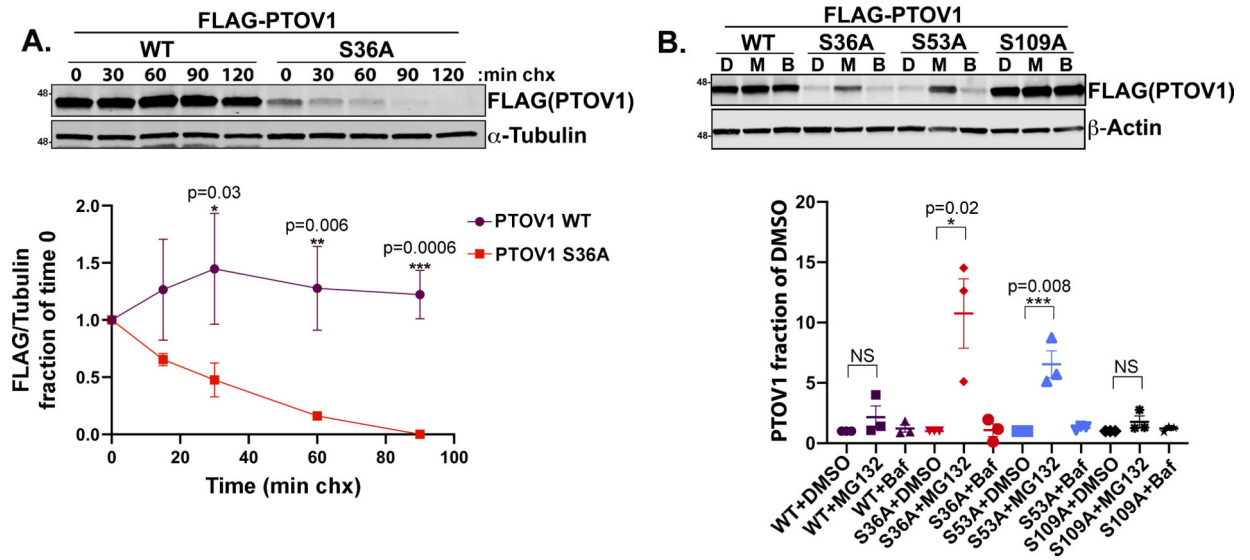 A.
FLAG-PTOV1
WT S36A
0 30 60 90 120 0 30 60 90 120 :min chx
48 FLAG(PTOV1)
48 α-Tubulin
FLAG/Tubulin
fraction of time 0
2.0
1.5
1.0
0.5
0.0
0 20 40 60 80 100
Time (min chx)
p=0.03
*
p=0.006
**
p=0.0006
***
PTOV1 WT
PTOV1 S36A
B.
FLAG-PTOV1
WT S36A S53A S109A
D M B D M B D M B D M B
48 FLAG(PTOV1)
48 β-Actin
PTOV1 fraction of DMSO
20
15
10
5
0
NS
p=0.02
*
p=0.008
***
NS
WT+DMSO
WT+MG132
WT+Baf
S36A+DMSO
S36A+MG132
S36A+Baf
S53A+DMSO
S53A+MG132
S53A+Baf
S109A+DMSO
S109A+MG132
S109A+Baf